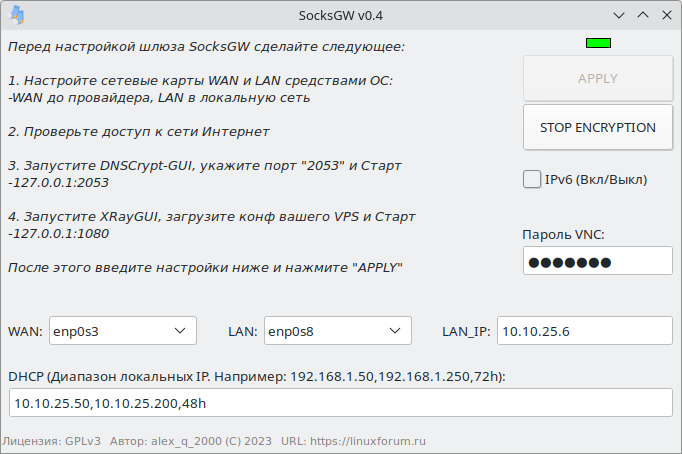 SocksGW v0.4
Перед настройкой шлюза SocksGW сделайте следующее:
1. Настройте сетевые карты WAN и LAN средствами ОС:
-WAN до провайдера, LAN в локальную сеть
2. Проверьте доступ к сети Интернет
3. Запустите DNSCrypt-GUI, укажите порт "2053" и Старт
-127.0.0.1:2053
4. Запустите XRayGUI, загрузите конф вашего VPS и Старт
-127.0.0.1:1080
После этого введите настройки ниже и нажмите "APPLY"
APPLY
STOP ENCRYPTION
IPv6 (Вкл/Выкл)
Пароль VNC:
●●●●●●●
WAN: enp0s3 LAN: enp0s8 LAN_IP: 10.10.25.6
DHCP (Диапазон локальных IP. Например: 192.168.1.50,192.168.1.250,72h):
10.10.25.50,10.10.25.200,48h
Лицензия: GPLv3 Автор: alex_q_2000 (C) 2023 URL: https://linuxforum.ru